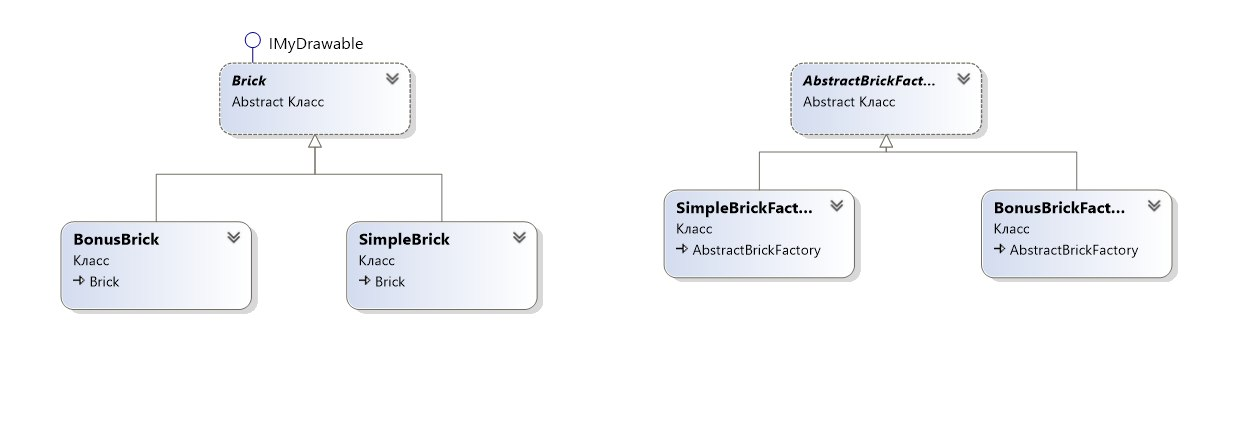 IMyDrawable
Brick
Abstract Класс
BonusBrick
Класс
Brick
SimpleBrick
Класс
Brick
AbstractBrickFact...
Abstract Класс
SimpleBrickFact...
Класс
AbstractBrickFactory
BonusBrickFact...
Класс
AbstractBrickFactory